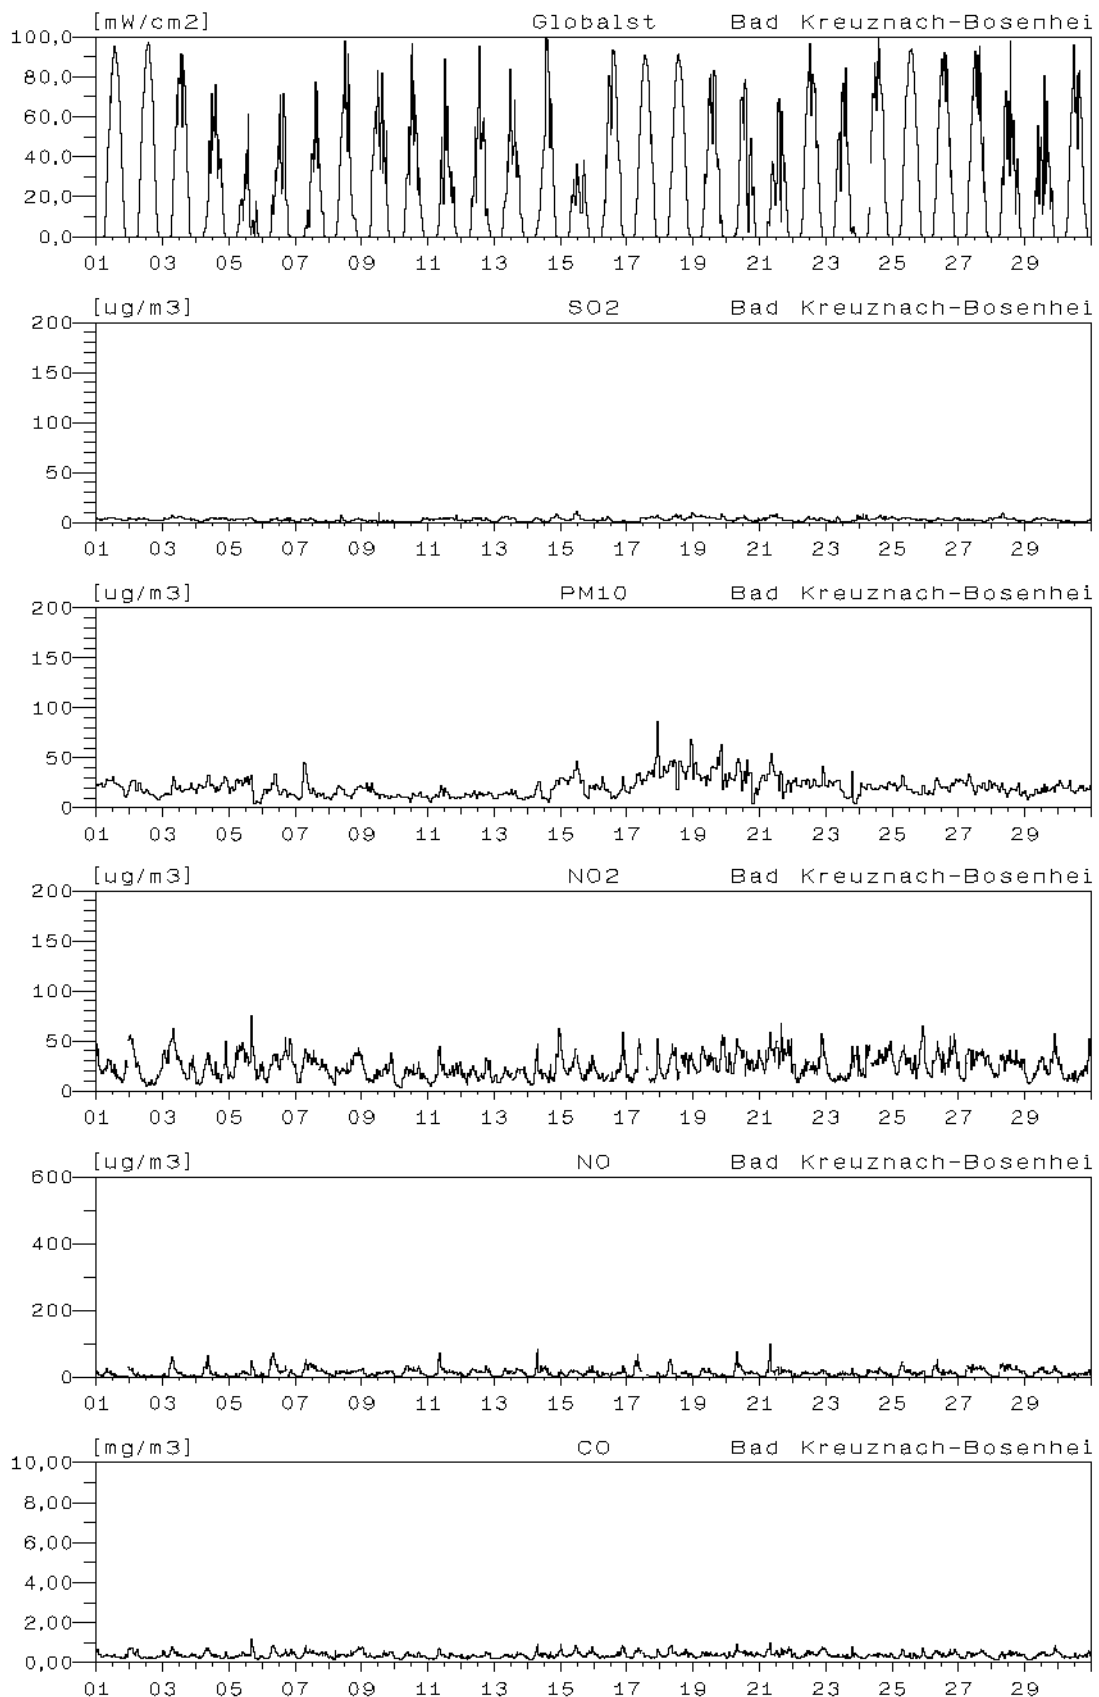 [mW/cm2] Globalst Bad Kreuznach-Bosenhei
100,0
80,0
60,0
40,0
20,0
0,0
01 03 05 07 09 11 13 15 17 19 21 23 25 27 29
[ug/m3] SO2 Bad Kreuznach-Bosenhei
200
150
100
50
0
01 03 05 07 09 11 13 15 17 19 21 23 25 27 29
[ug/m3] PM10 Bad Kreuznach-Bosenhei
200
150
100
50
0
01 03 05 07 09 11 13 15 17 19 21 23 25 27 29
[ug/m3] NO2 Bad Kreuznach-Bosenhei
200
150
100
50
0
01 03 05 07 09 11 13 15 17 19 21 23 25 27 29
[ug/m3] NO Bad Kreuznach-Bosenhei
600
400
200
0
01 03 05 07 09 11 13 15 17 19 21 23 25 27 29
[mg/m3] CO Bad Kreuznach-Bosenhei
10,00
8,00
6,00
4,00
2,00
0,00
01 03 05 07 09 11 13 15 17 19 21 23 25 27 29